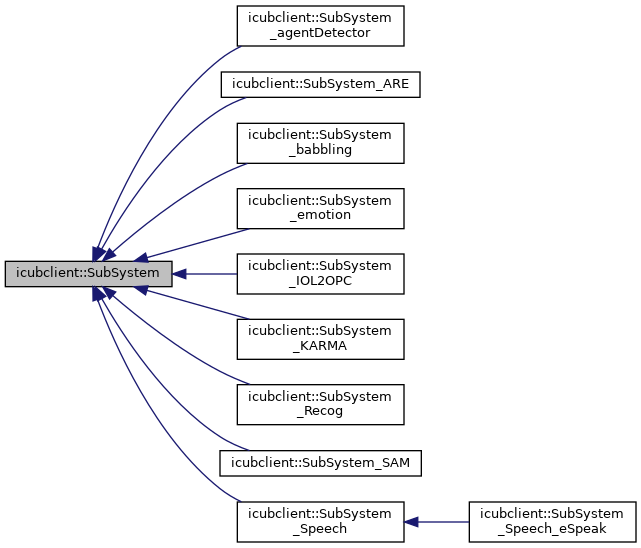 icubclient::SubSystem
_agentDetector
icubclient::SubSystem_ARE
icubclient::SubSystem
_babbling
icubclient::SubSystem
_emotion
icubclient::SubSystem
icubclient::SubSystem
_IOL2OPC
icubclient::SubSystem
_KARMA
icubclient::SubSystem
_Recog
icubclient::SubSystem_SAM
icubclient::SubSystem
_Speech
icubclient::SubSystem
_Speech_eSpeak